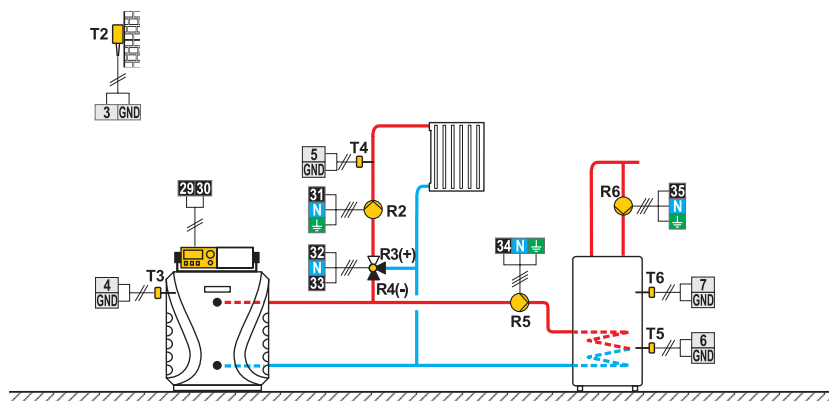 T2
3 GND
T4
5
GND
29 30
31
N
R2
R6
35
N
32
N
33
R3(+)
R4(-)
34 N
T3
4
GND
R5
T6
7
GND
T5
6
GND